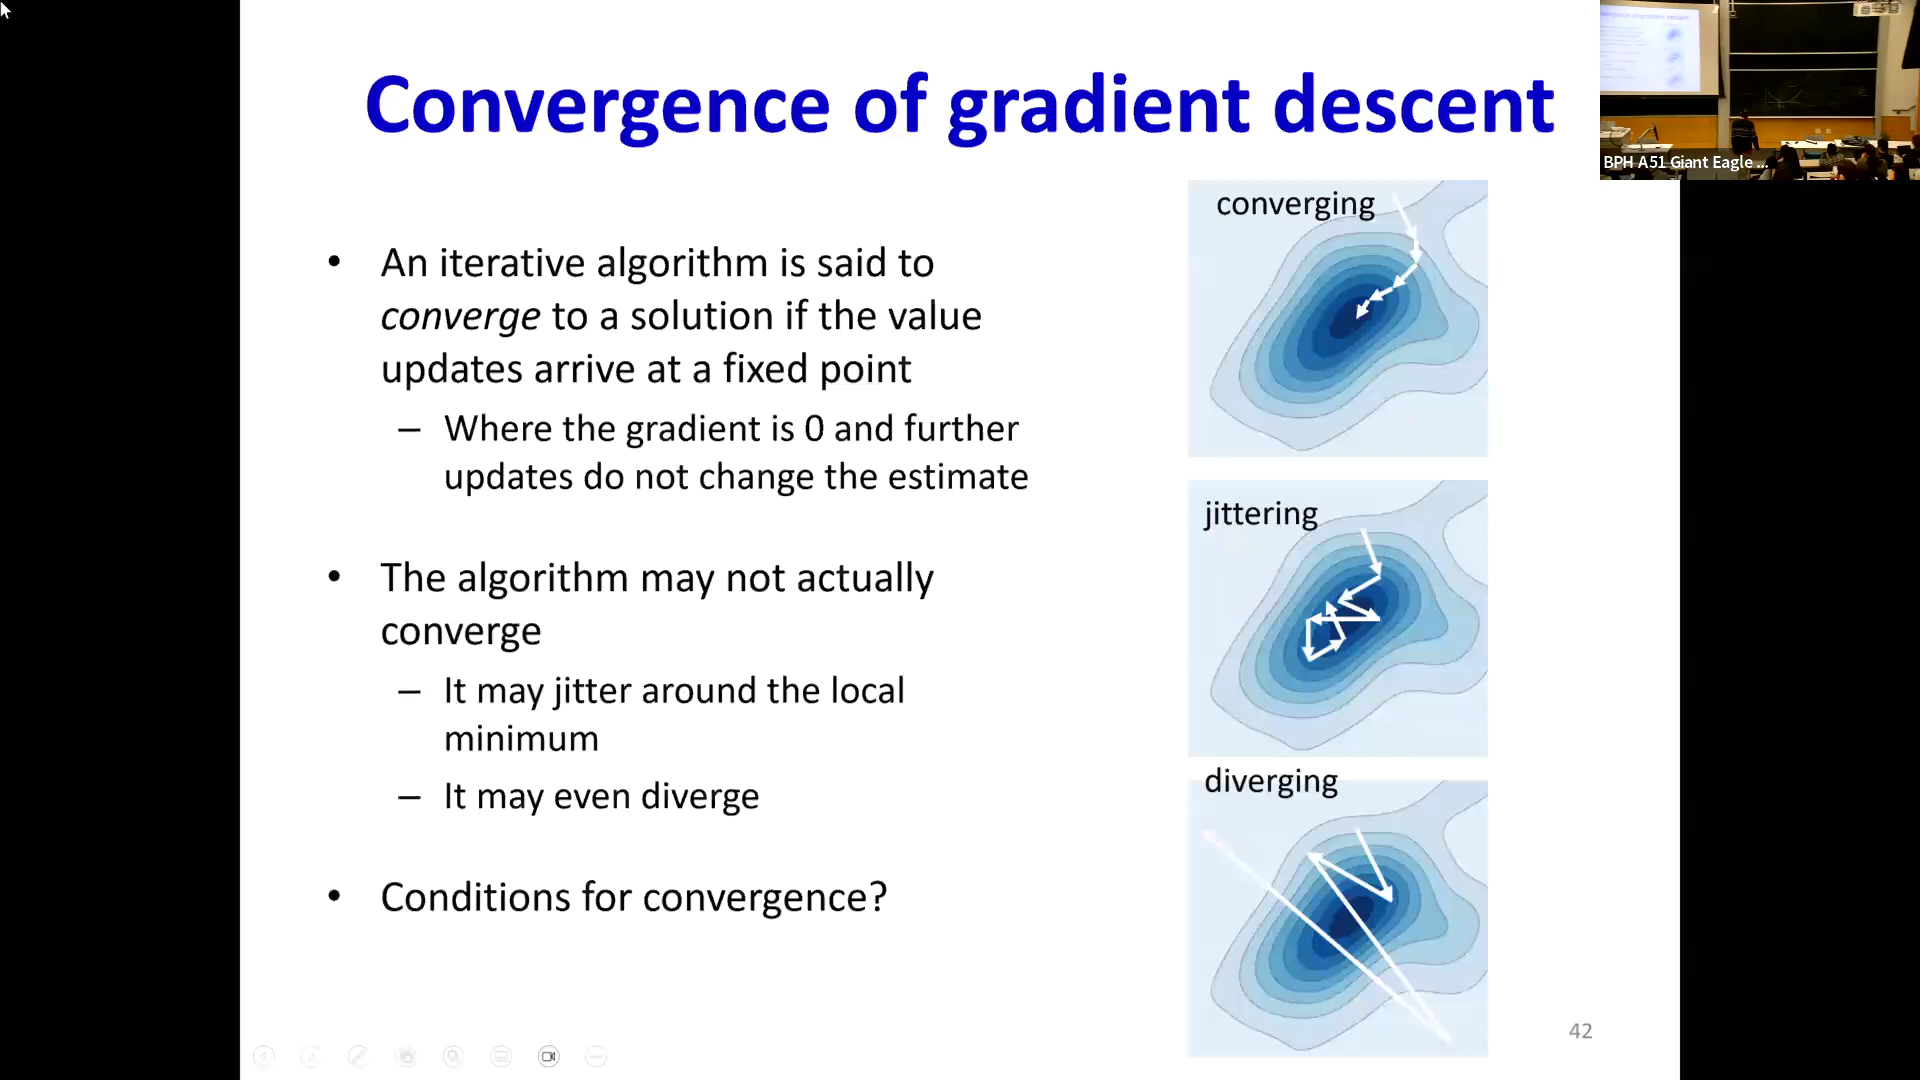 Convergence of gradient descent
BPH A51 Giant Eagle ...
• An iterative algorithm is said to
converge to a solution if the value
updates arrive at a fixed point
– Where the gradient is 0 and further
updates do not change the estimate
• The algorithm may not actually
converge
– It may jitter around the local
minimum
– It may even diverge
• Conditions for convergence?
converging
jittering
diverging
42